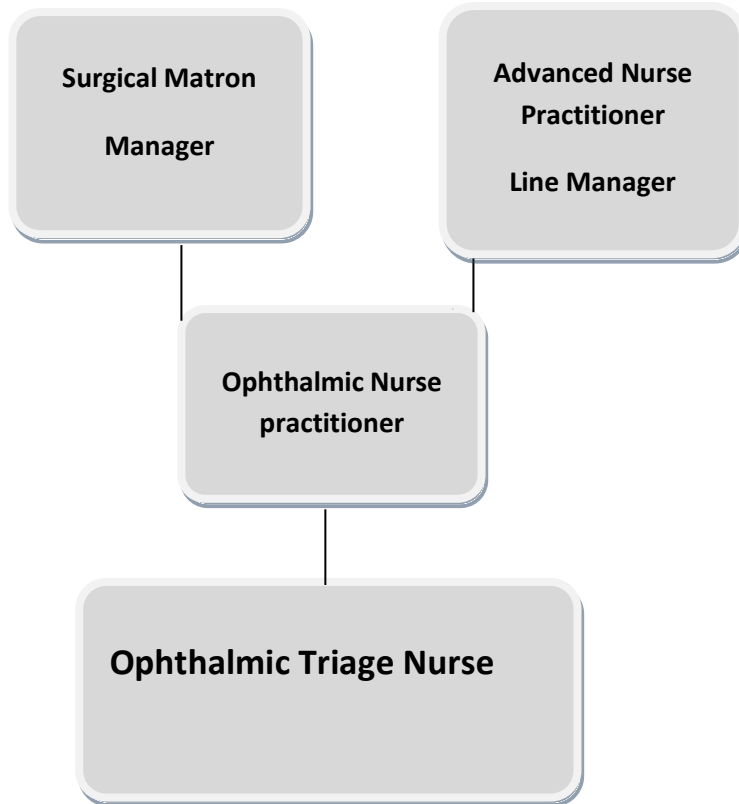 Surgical Matron
Manager
Advanced Nurse
Practitioner
Line Manager
Ophthalmic Nurse
practitioner
Ophthalmic Triage Nurse